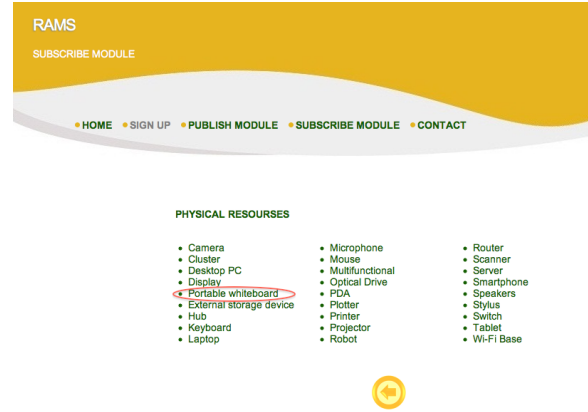 RAMS
SUBSCRIBE MODULE
HOME SIGN UP PUBLISH MODULE SUBSCRIBE MODULE CONTACT
PHYSICAL RESOURSES
Camera
Cluster
Desktop PC
Display
Portable whiteboard
External storage device
Hub
Keyboard
Laptop
Microphone
Mouse
Multifunctional
Optical Drive
PDA
Plotter
Printer
Projector
Robot
Router
Scanner
Server
Smartphone
Speakers
Stylus
Switch
Tablet
Wi-Fi Base